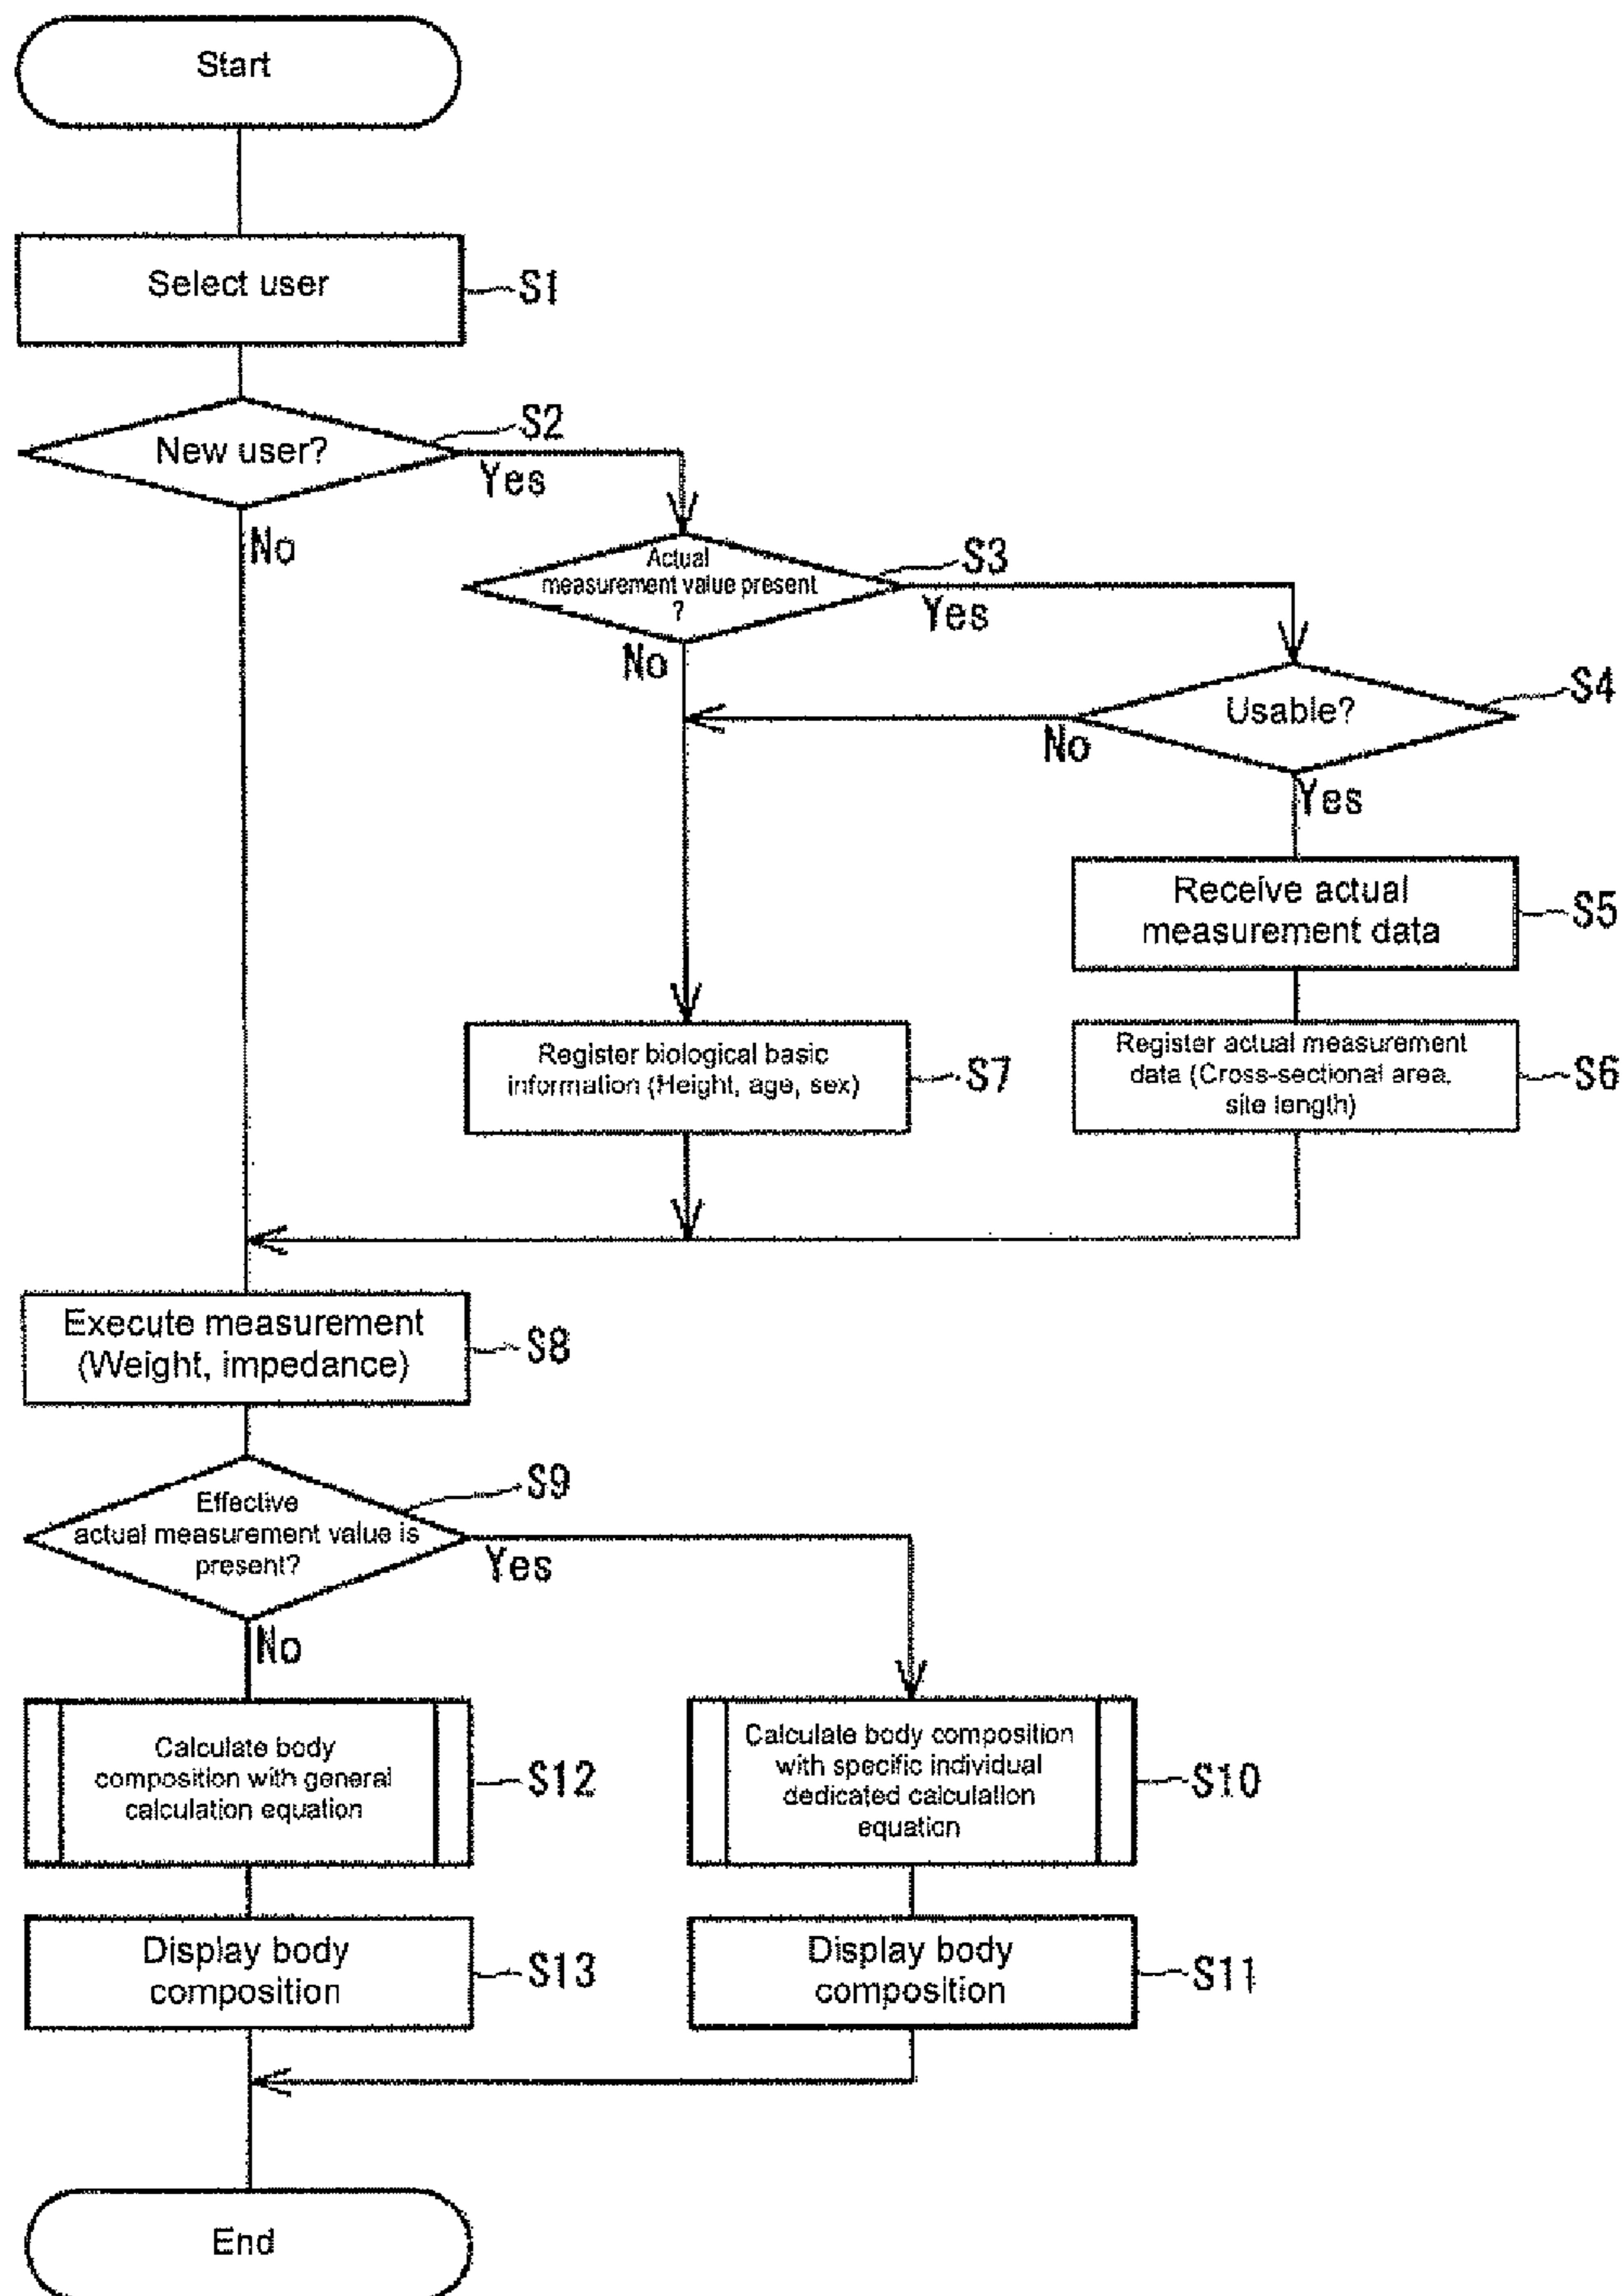 Start
Select user
S1
New user?
S2
Yes
No
Actual
measurement value present
?
S3
Yes
No
Usable?
S4
No
Yes
Receive actual
measurement data
S5
Register biological basic
information (Height, age, sex)
S7
Register actual measurement
data (Cross-sectional area,
site length)
S6
Execute measurement
(Weight, impedance)
S8
Effective
actual measurement value is
present?
S9
Yes
No
Calculate body
composition with general
calculation equation
S12
Calculate body composition
with specific individual
dedicated calculation
equation
S10
Display body
composition
S13
Display body
composition
S11
End